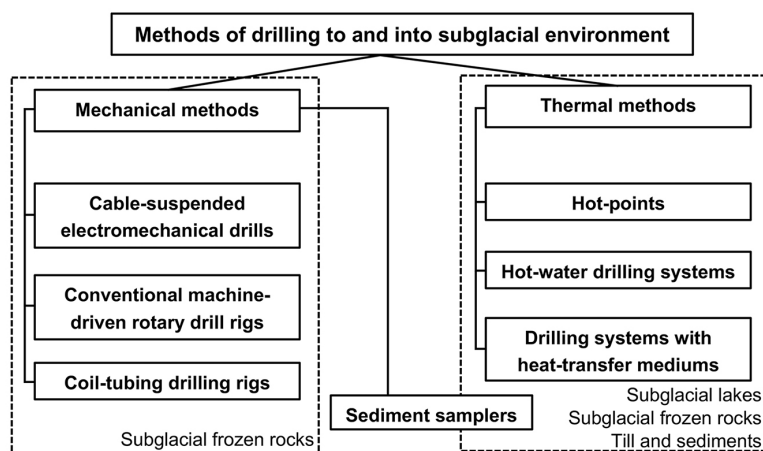 Methods of drilling to and into subglacial environment
Mechanical methods
Cable-suspended
electromechanical drills
Conventional machine-
driven rotary drill rigs
Coil-tubing drilling rigs
Subglacial frozen rocks
Sediment samplers
Thermal methods
Hot-points
Hot-water drilling systems
Drilling systems with
heat-transfer mediums
Subglacial lakes
Subglacial frozen rocks
Till and sediments